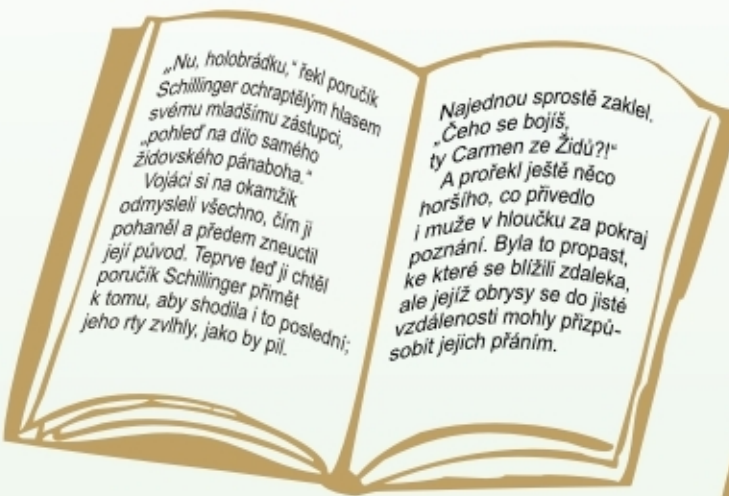 „Nu, holobrádku,“ řekl poručík
Schillinger ochraptělým hlasem
svému mladšímu zástupci,
„pohleď na dílo samého
židovského pánaboha.“
Vojáci si na okamžik
odmysleli všechno, čím ji
pohaněl a předem zneuctil
její původ. Teprve teď ji chtěl
poručík Schillinger přimět
k tomu, aby shodila i to poslední;
jeho rty zvlhly, jako by pil.
Najednou sprostě zaklel.
„Čeho se bojíš,
ty Carmen ze Židů?!“
A prořekl ještě něco
horšího, co přivedlo
i muže v hloučku za pokraj
poznání. Byla to propast,
ke které se blížili zdaleka,
ale jejíž obrysy se do jisté
vzdálenosti mohly přizpů-
sobit jejich přáním.